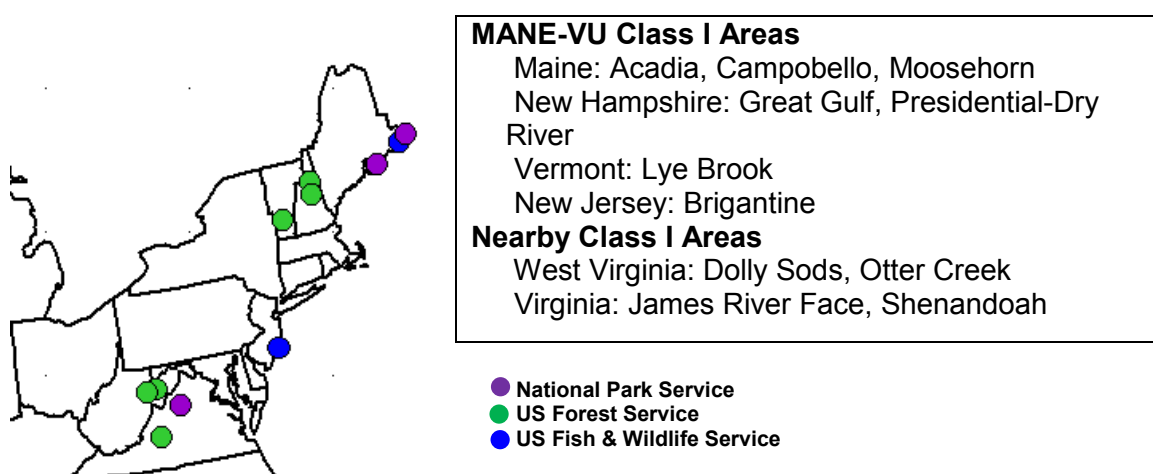 MANE-VU Class I Areas
Maine: Acadia, Campobello, Moosehorn
New Hampshire: Great Gulf, Presidential-Dry
River
Vermont: Lye Brook
New Jersey: Brigantine
Nearby Class I Areas
West Virginia: Dolly Sods, Otter Creek
Virginia: James River Face, Shenandoah
National Park Service
US Forest Service
US Fish & Wildlife Service